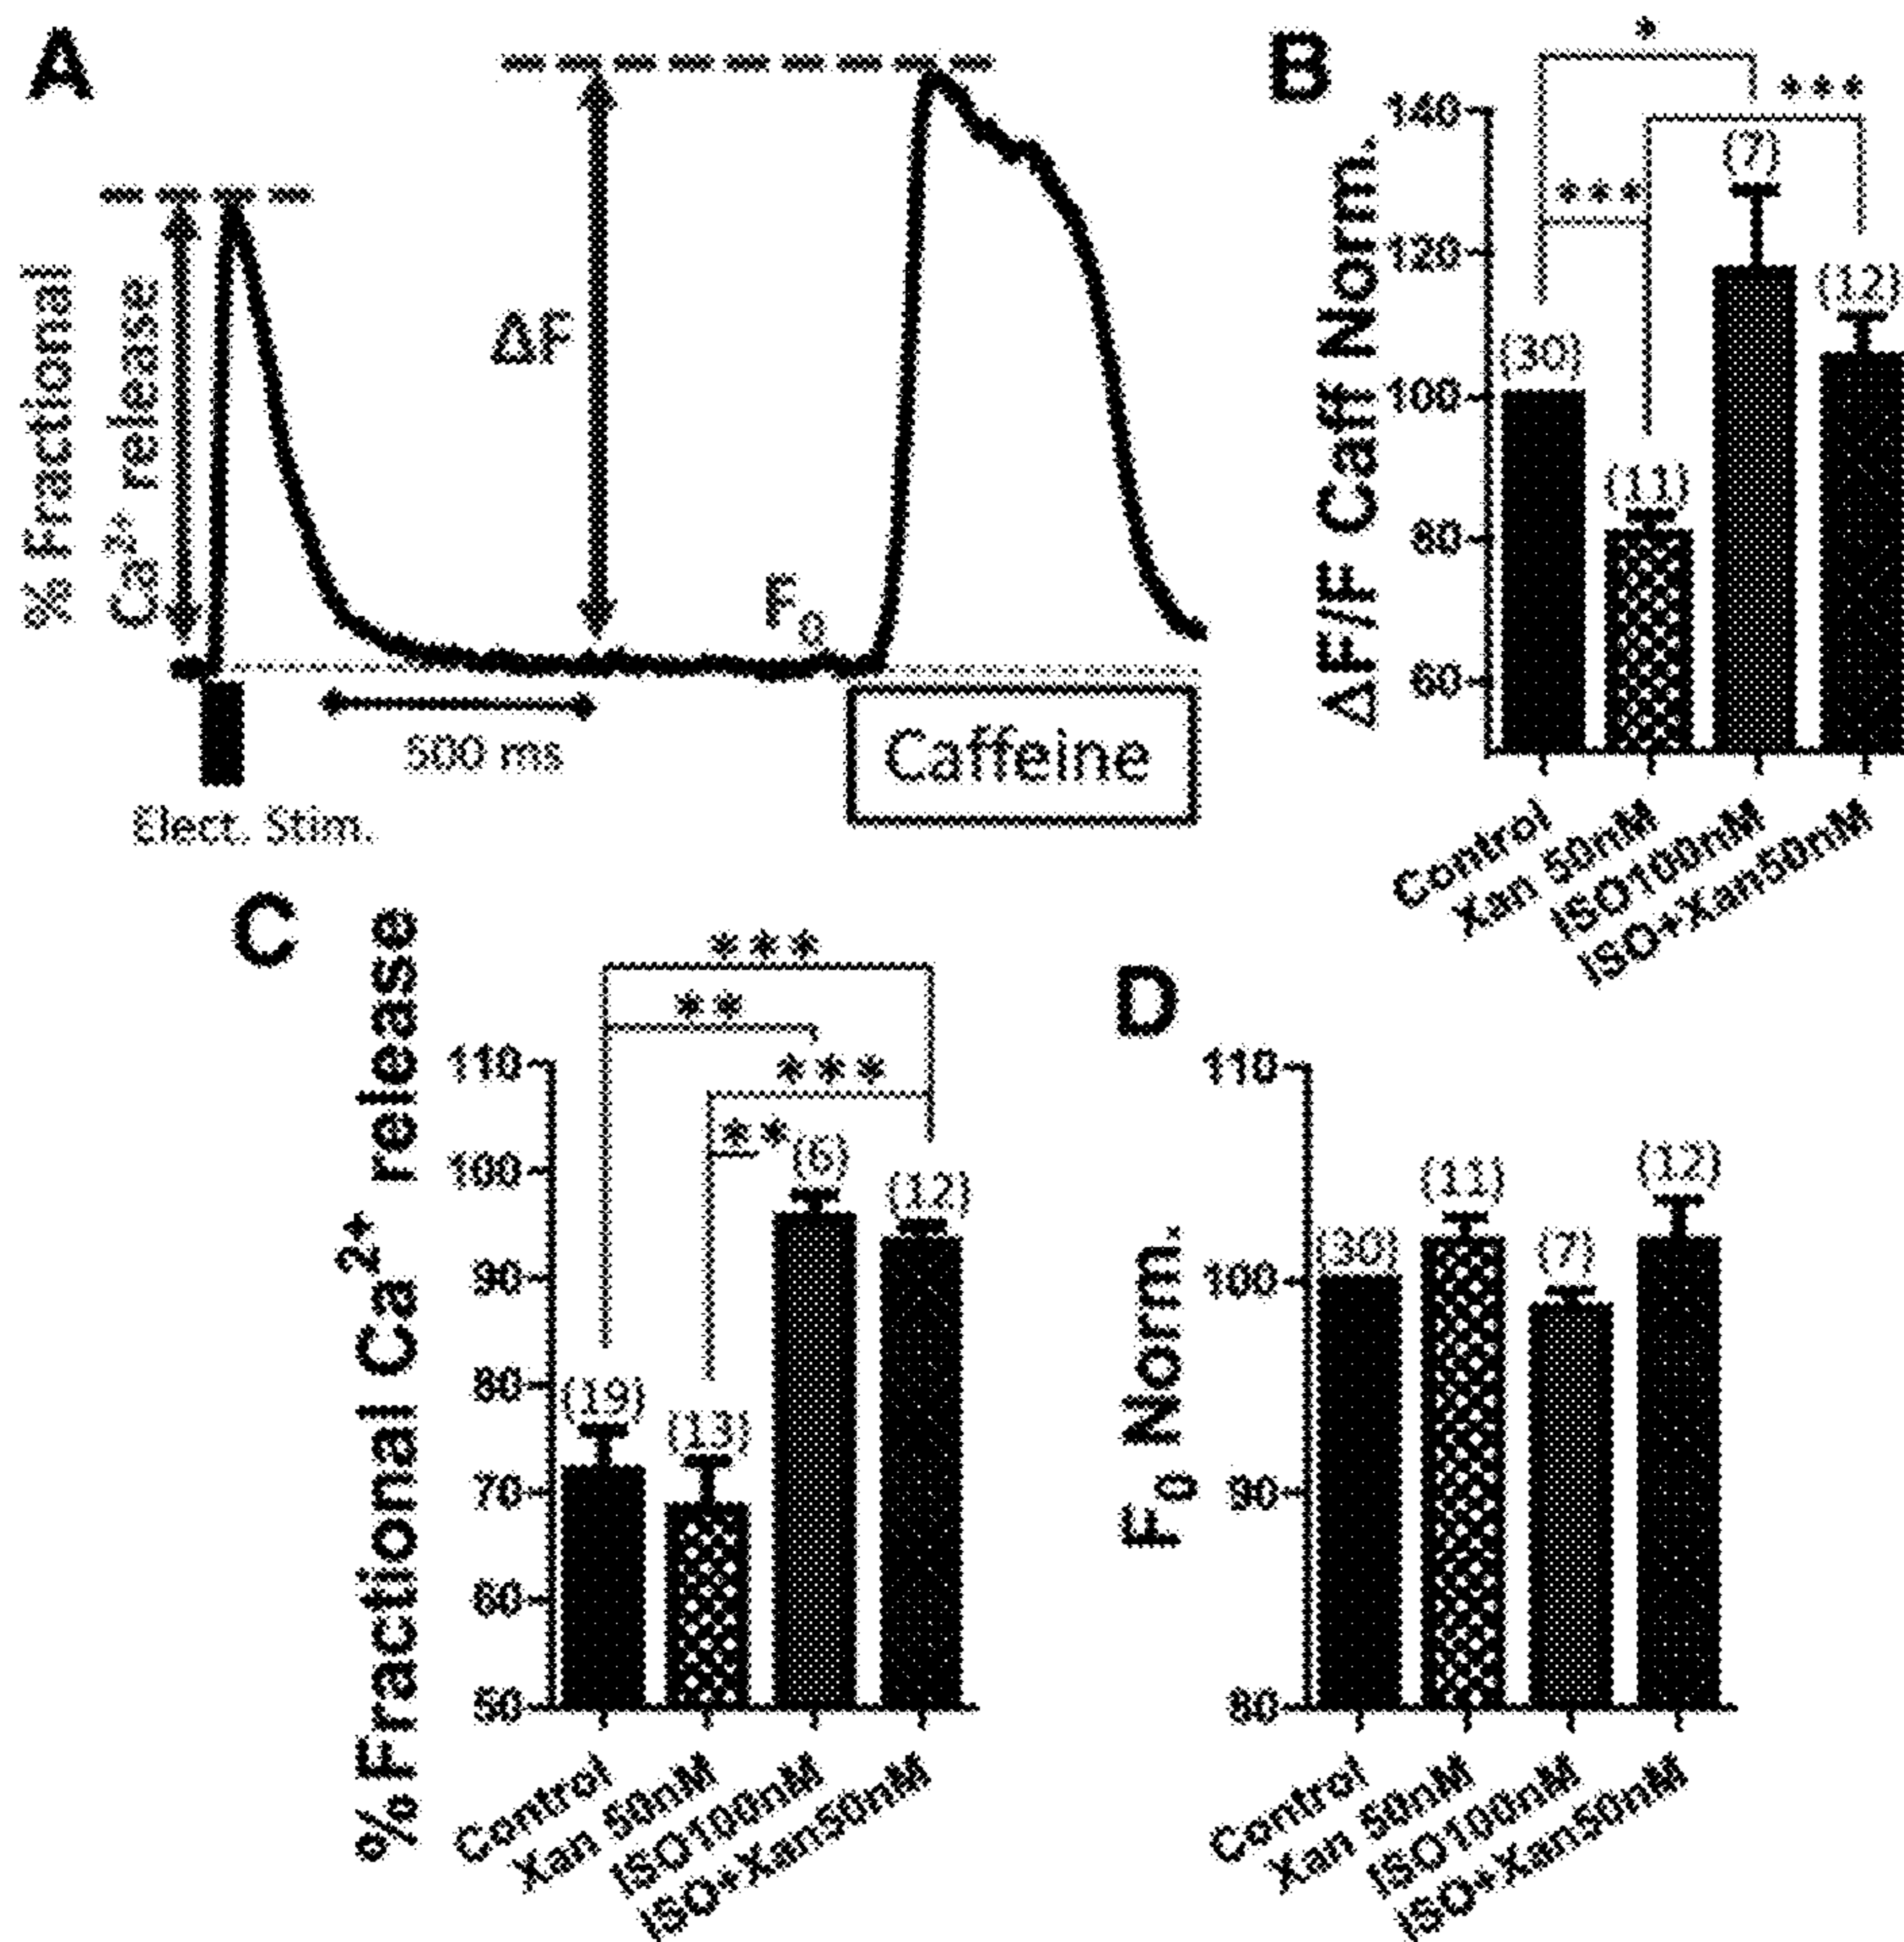 A
% Fractional
Ca2+ release
ΔF
F0
500 ms
Caffeine
Elect. Stim.
B
ΔF/F Caff Norm.
140
120
100
80
60
*
***
***
(30)
(11)
(7)
(12)
Control
Xan 50nM
ISO100nM
ISO+Xan50nM
C
% Fractional Ca2+ release
110
100
90
80
70
60
50
***
**
***
**
(19)
(13)
(6)
(12)
Control
Xan 50nM
ISO100nM
ISO+Xan50nM
D
F0 Norm.
110
100
90
80
(30)
(11)
(7)
(12)
Control
Xan 50nM
ISO100nM
ISO+Xan50nM